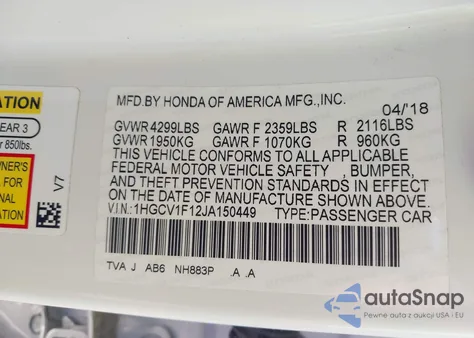 ATION
EAR 3
r 850lbs.
WNER'S
FOR
NAL
ATION
V7
MFD.BY HONDA OF AMERICA MFG.,INC.
04/'18
GVWR 4299LBS GAWR F 2359LBS R 2116LBS
GVWR 1950KG GAWR F 1070KG R 960KG
THIS VEHICLE CONFORMS TO ALL APPLICABLE
FEDERAL MOTOR VEHICLE SAFETY , BUMPER,
AND THEFT PREVENTION STANDARDS IN EFFECT
ON THE DATE OF MANUFACTURE SHOWN ABOVE.
V.I.N.:1HGCV1F12JA150449 TYPE:PASSENGER CAR
TVA J AB6 NH883P .A .A
autoSnap
Pewne auta z aukcji USA i EU